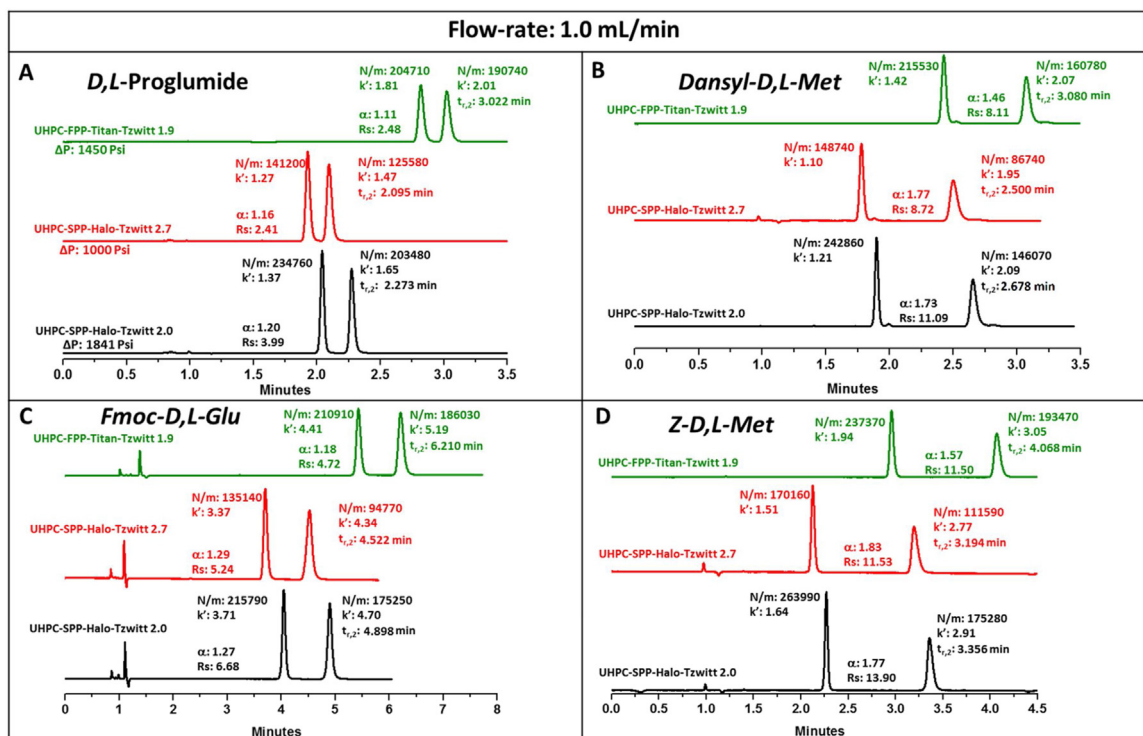 Flow-rate: 1.0 mL/min
A
D,L-Proglumide
N/m: 204710
k’: 1.81
N/m: 190740
k’: 2.01
tr,2: 3.022 min
α: 1.11
Rs: 2.48
UHPC-FPP-Titan-Tzwitt 1.9
ΔP: 1450 Psi
N/m: 141200
k’: 1.27
N/m: 125580
k’: 1.47
tr,2: 2.095 min
α: 1.16
Rs: 2.41
UHPC-SPP-Halo-Tzwitt 2.7
ΔP: 1000 Psi
N/m: 234760
k’: 1.37
N/m: 203480
k’: 1.65
tr,2: 2.273 min
α: 1.20
Rs: 3.99
UHPC-SPP-Halo-Tzwitt 2.0
ΔP: 1841 Psi
0.0 0.5 1.0 1.5 2.0 2.5 3.0 3.5
Minutes
B
Dansyl-D,L-Met
N/m: 215530
k’: 1.42
N/m: 160780
k’: 2.07
tr,2: 3.080 min
α: 1.46
Rs: 8.11
UHPC-FPP-Titan-Tzwitt 1.9
N/m: 148740
k’: 1.10
N/m: 86740
k’: 1.95
tr,2: 2.500 min
α: 1.77
Rs: 8.72
UHPC-SPP-Halo-Tzwitt 2.7
N/m: 242860
k’: 1.21
N/m: 146070
k’: 2.09
tr,2: 2.678 min
α: 1.73
Rs: 11.09
UHPC-SPP-Halo-Tzwitt 2.0
0.0 0.5 1.0 1.5 2.0 2.5 3.0 3.5
Minutes
C
Fmoc-D,L-Glu
N/m: 210910
k’: 4.41
N/m: 186030
k’: 5.19
tr,2: 6.210 min
α: 1.18
Rs: 4.72
UHPC-FPP-Titan-Tzwitt 1.9
N/m: 135140
k’: 3.37
N/m: 94770
k’: 4.34
tr,2: 4.522 min
α: 1.29
Rs: 5.24
UHPC-SPP-Halo-Tzwitt 2.7
N/m: 215790
k’: 3.71
N/m: 175250
k’: 4.70
tr,2: 4.898 min
α: 1.27
Rs: 6.68
UHPC-SPP-Halo-Tzwitt 2.0
0 1 2 3 4 5 6 7 8
Minutes
D
Z-D,L-Met
N/m: 237370
k’: 1.94
N/m: 193470
k’: 3.05
tr,2: 4.068 min
α: 1.57
Rs: 11.50
UHPC-FPP-Titan-Tzwitt 1.9
N/m: 170160
k’: 1.51
N/m: 111590
k’: 2.77
tr,2: 3.194 min
α: 1.83
Rs: 11.53
UHPC-SPP-Halo-Tzwitt 2.7
N/m: 263990
k’: 1.64
N/m: 175280
k’: 2.91
tr,2: 3.356 min
α: 1.77
Rs: 13.90
UHPC-SPP-Halo-Tzwitt 2.0
0.0 0.5 1.0 1.5 2.0 2.5 3.0 3.5 4.0 4.5
Minutes